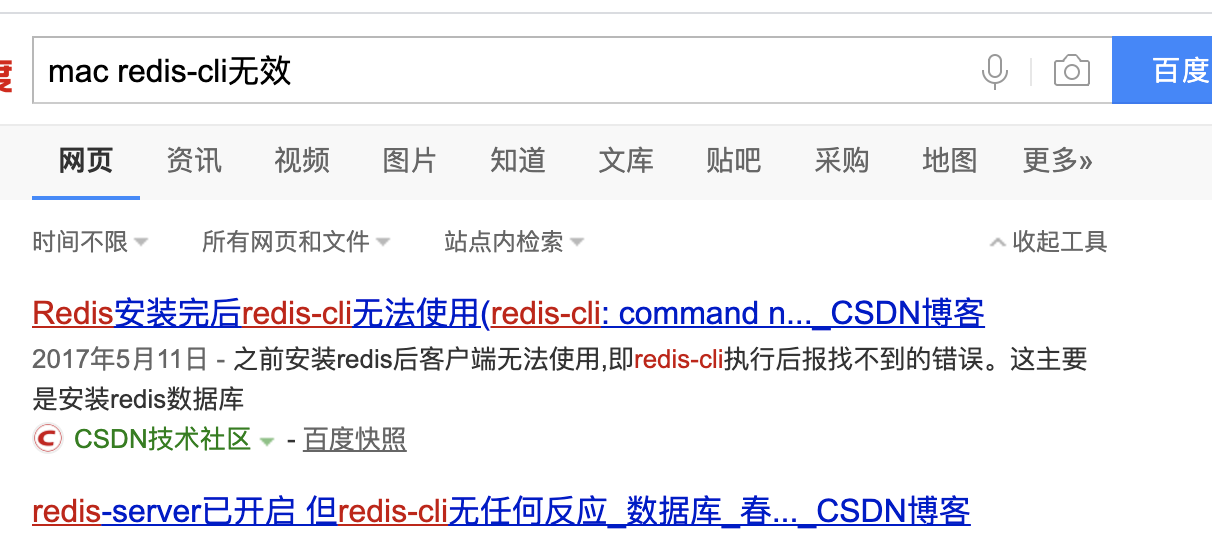 mac redis-cli无效
百度
网页 资讯 视频 图片 知道 文库 贴吧 采购 地图 更多»
时间不限 所有网页和文件 站点内检索 收起工具
Redis安装完后redis-cli无法使用(redis-cli: command n..._CSDN博客
2017年5月11日 - 之前安装redis后客户端无法使用,即redis-cli执行后报找不到的错误。这主要
是安装redis数据库
CSDN技术社区 - 百度快照
redis-server已开启 但redis-cli无任何反应_数据库_春..._CSDN博客